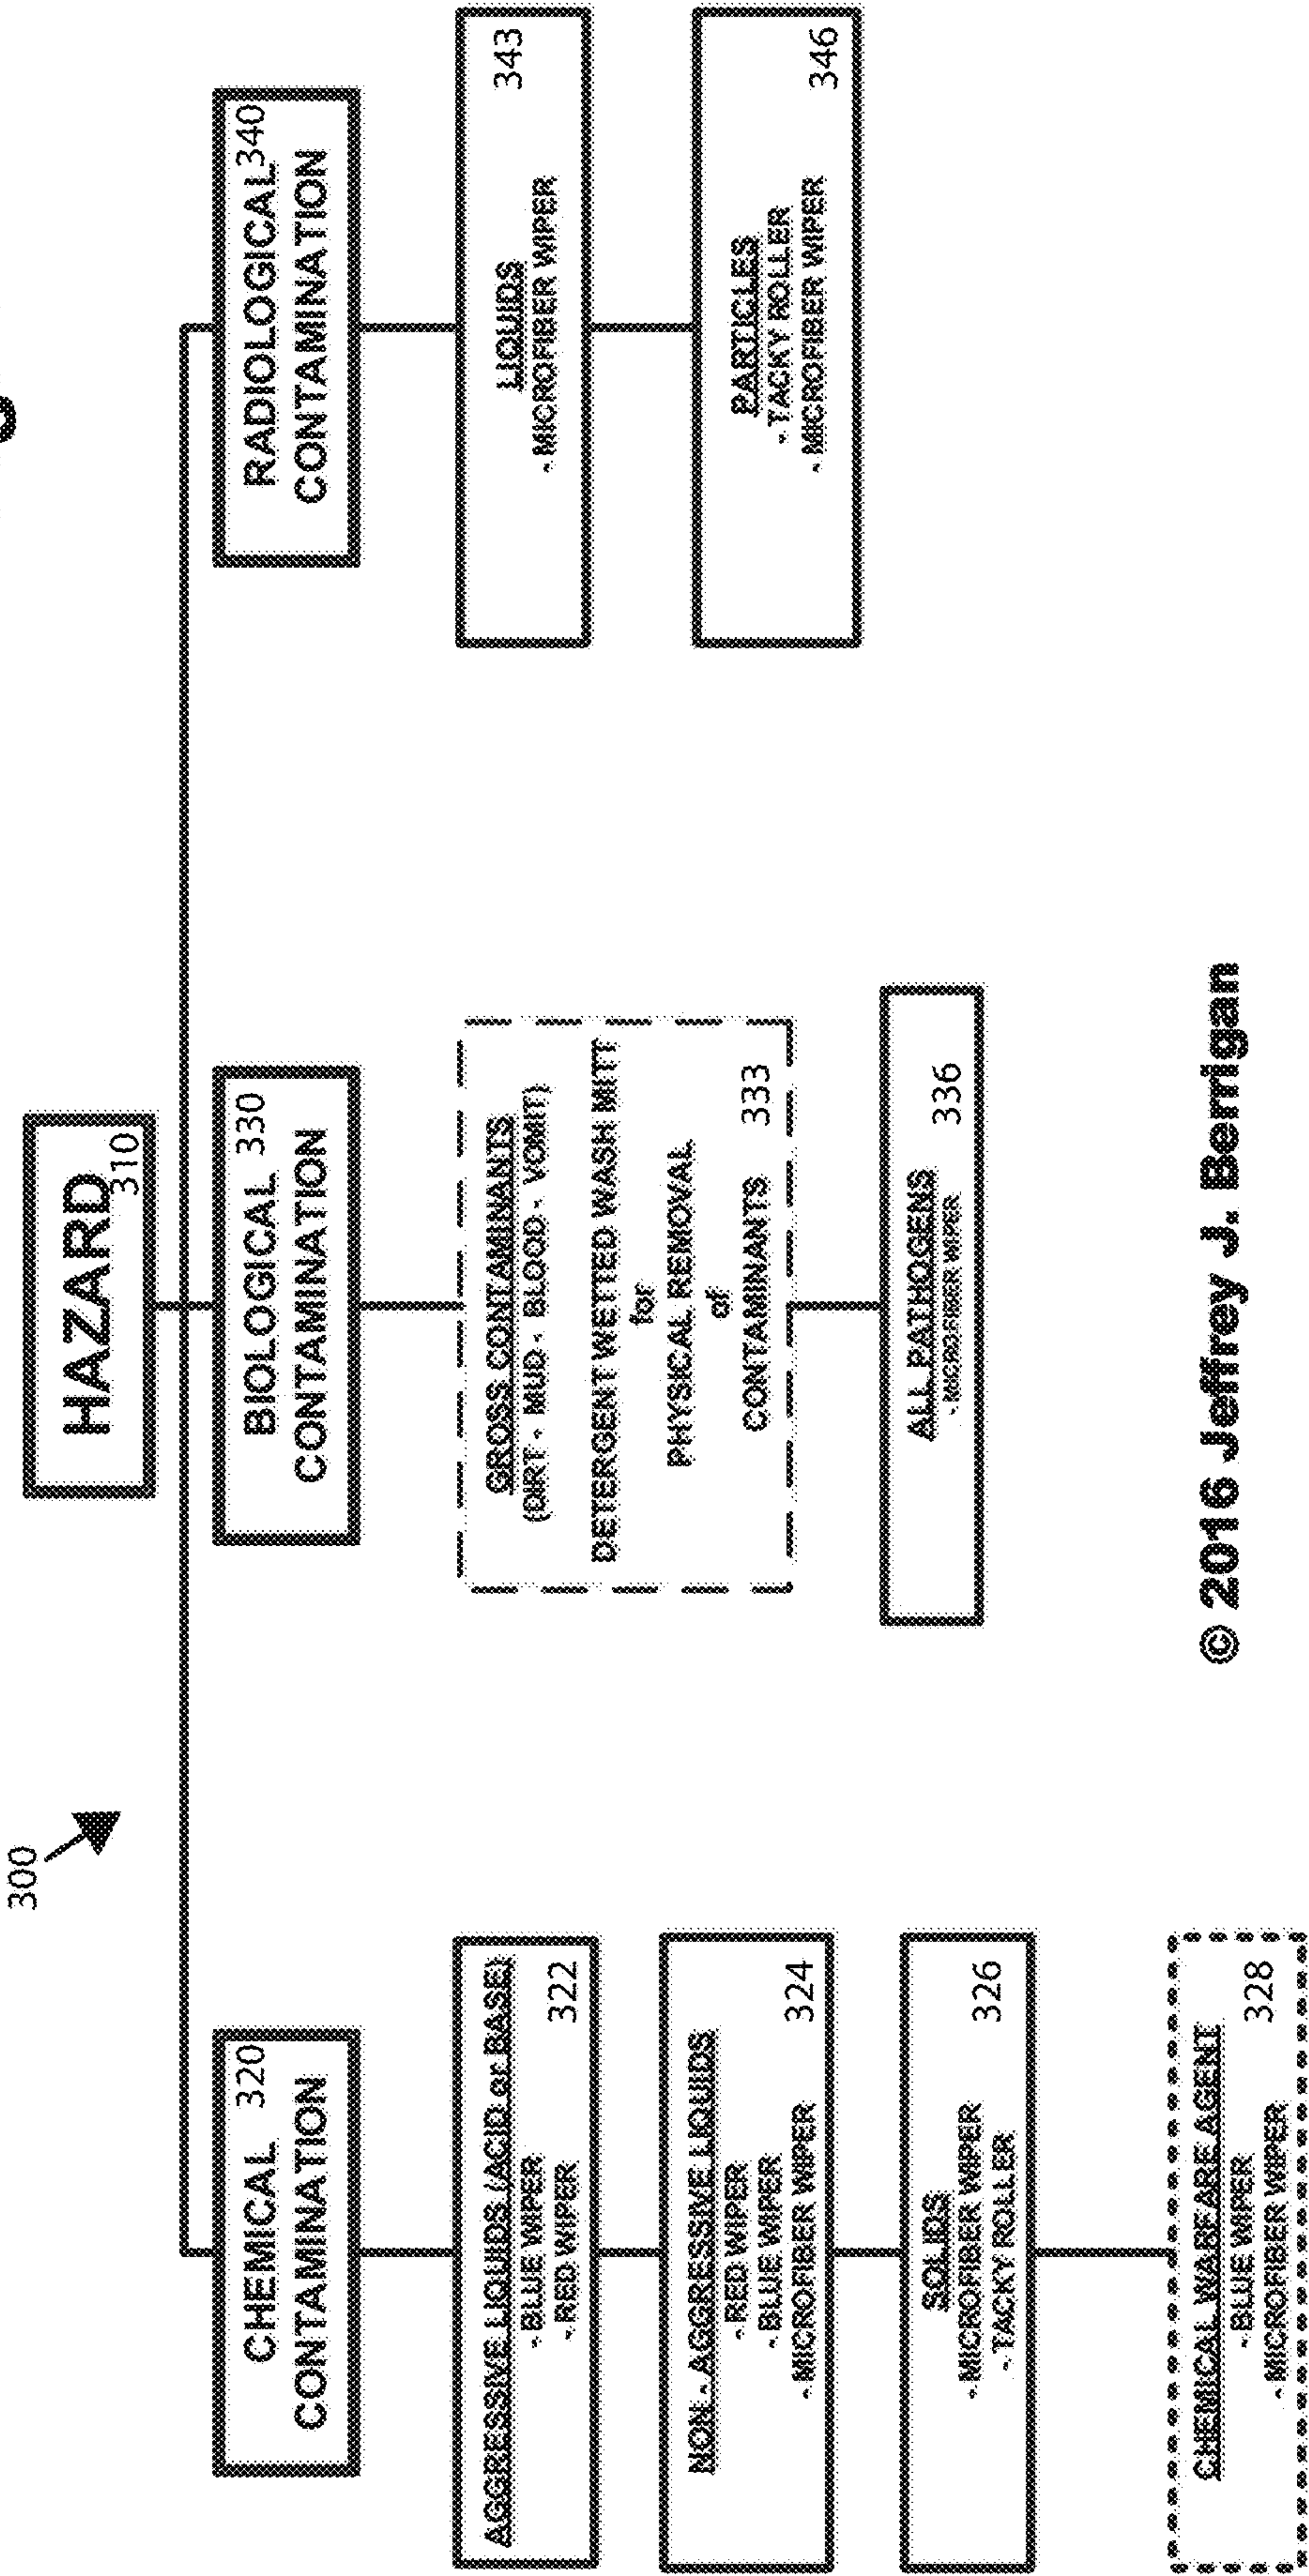 300
HAZARD
310
CHEMICAL 320
CONTAMINATION
AGGRESSIVE LIQUIDS (ACID or BASE)
- BLUE WIPER
- RED WIPER
322
NON - AGGRESSIVE LIQUIDS
- RED WIPER
- BLUE WIPER
- MICROFIBER WIPER
324
SOLIDS
- MICROFIBER WIPER
- TACKY ROLLER
326
CHEMICAL WARFARE AGENT
- BLUE WIPER
- MICROFIBER WIPER
328
BIOLOGICAL 330
CONTAMINATION
GROSS CONTAMINANTS
(DIRT - MUD - BLOOD - VOMIT)
DETERGENT WETTED WASH MITT
for
PHYSICAL REMOVAL
of
CONTAMINANTS 333
ALL PATHOGENS
- MICROFIBER WIPER
336
RADIOLOGICAL 340
CONTAMINATION
LIQUIDS
- MICROFIBER WIPER
343
PARTICLES
- TACKY ROLLER
- MICROFIBER WIPER
346
© 2016 Jeffrey J. Berrigan